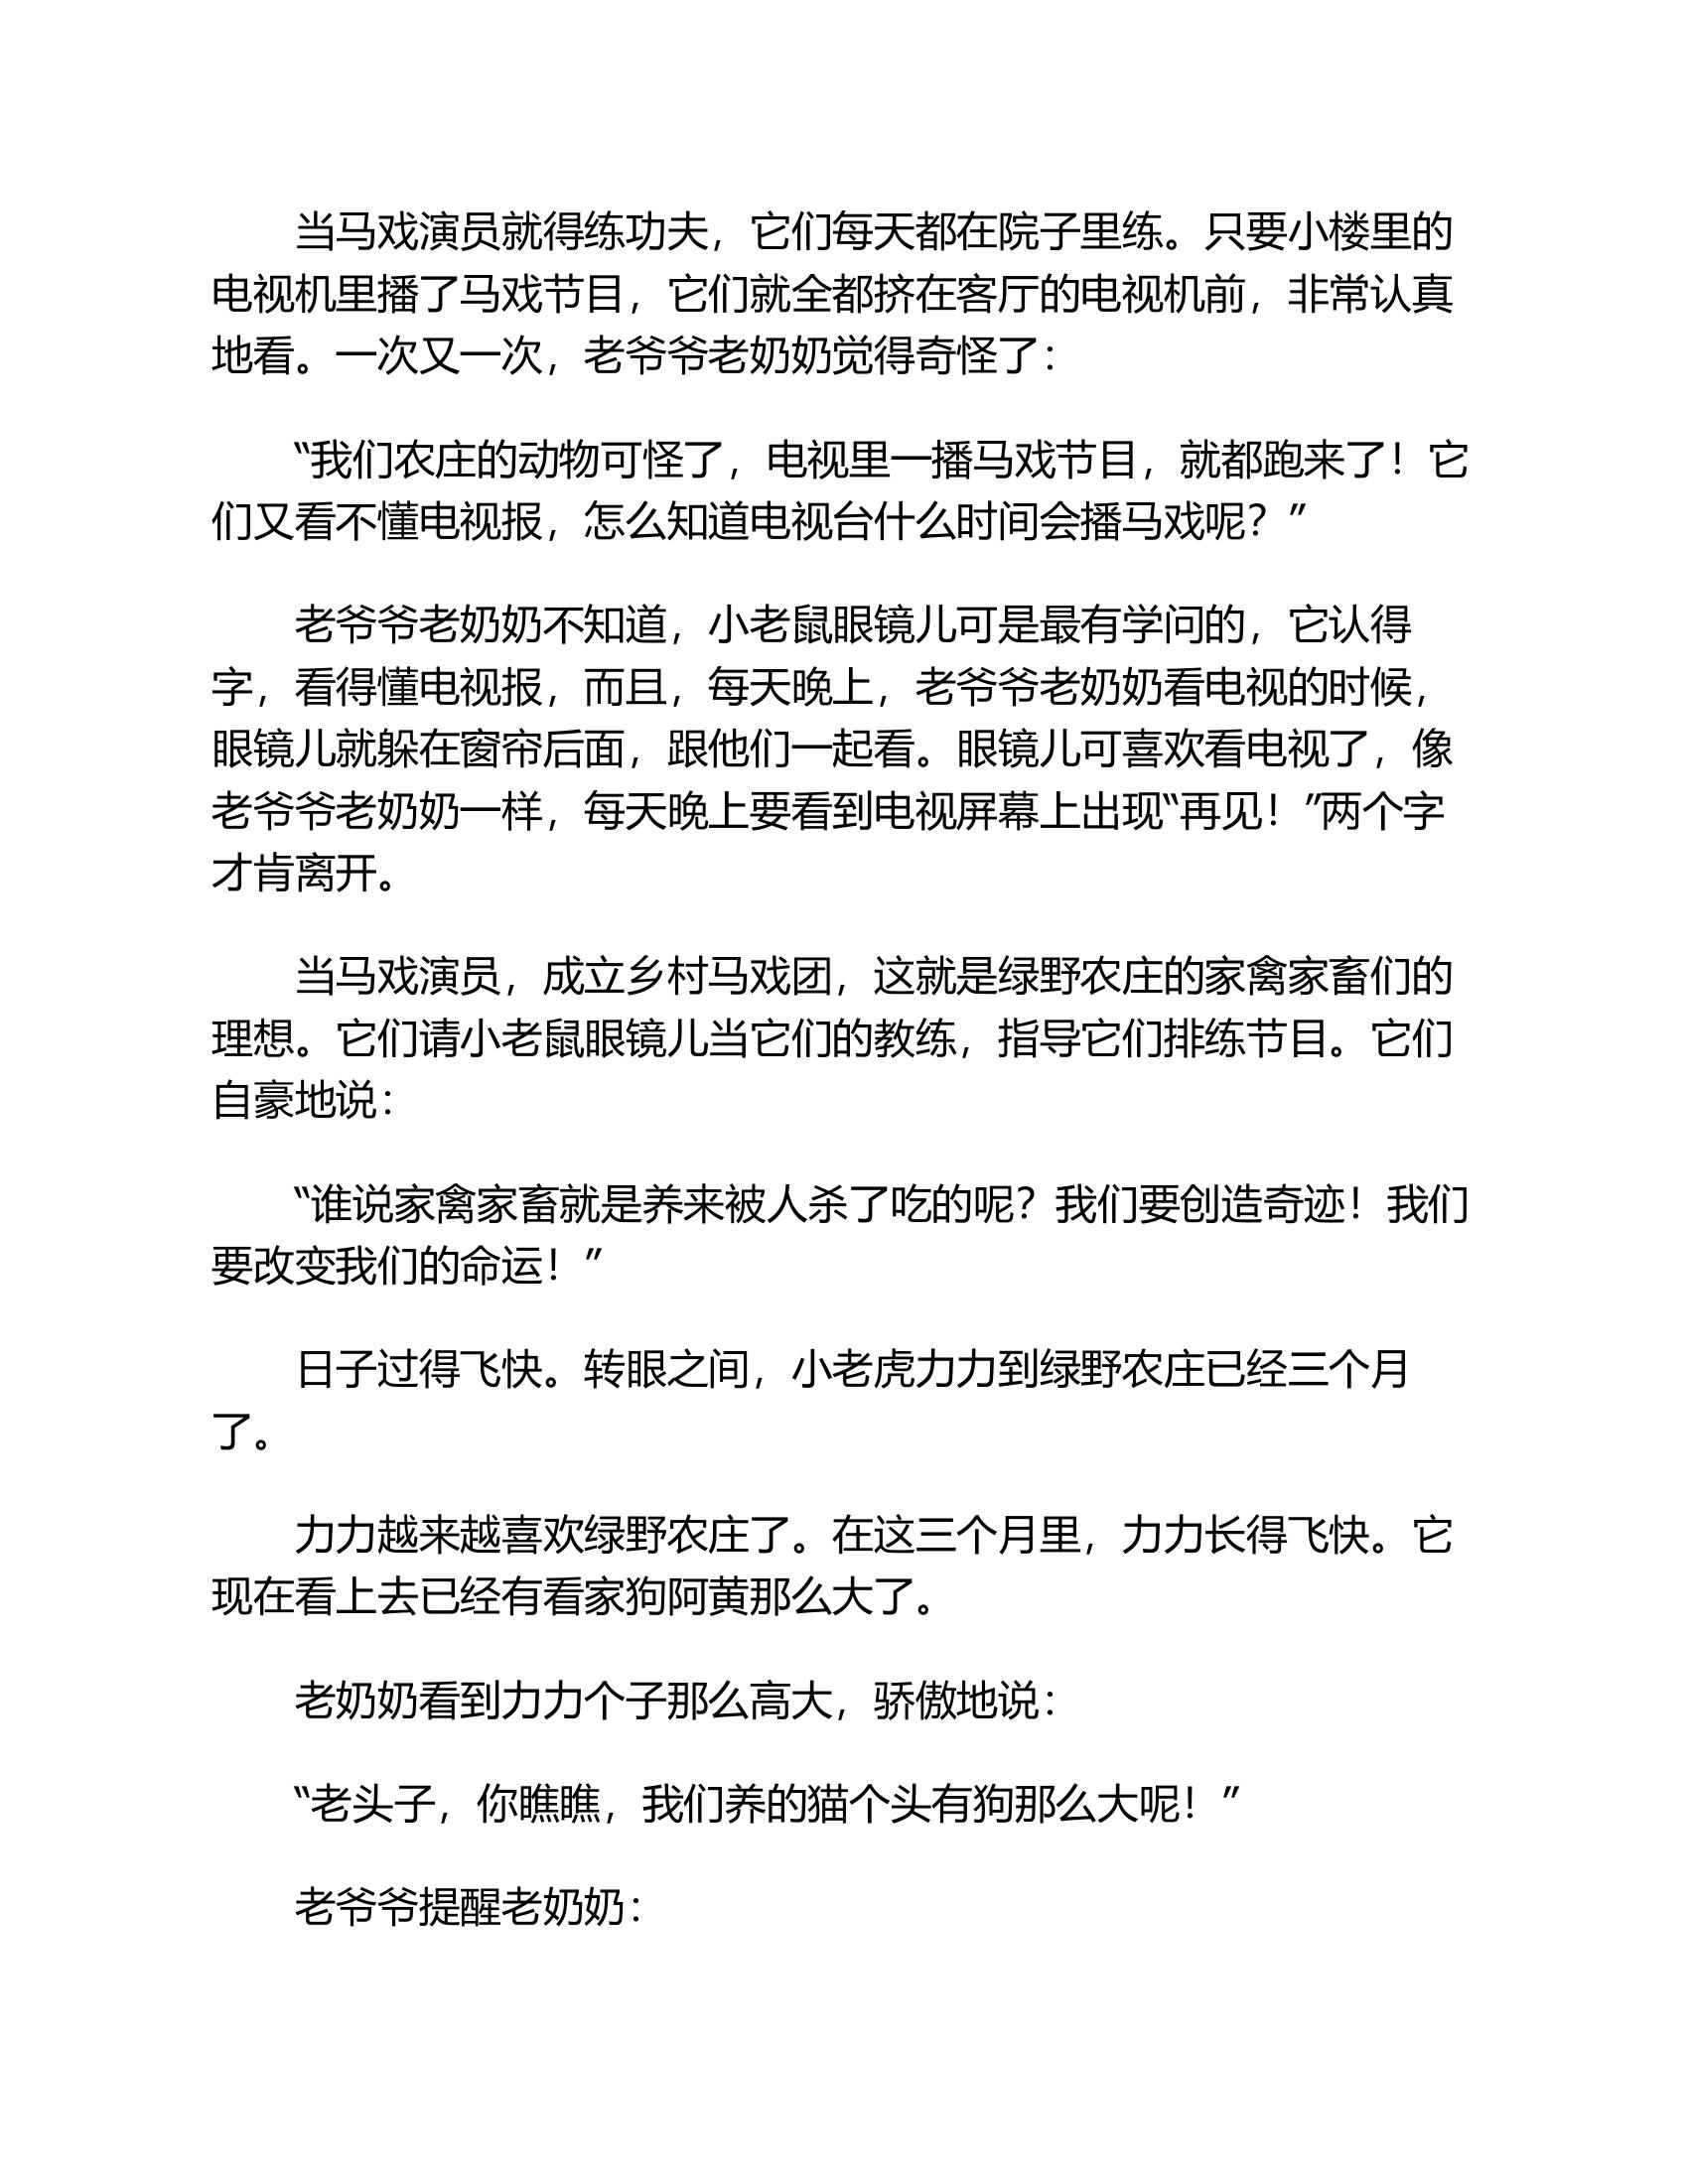 当马戏演员就得练功夫，它们每天都在院子里练。只要小楼里的
电视机里播了马戏节目，它们就全都挤在客厅的电视机前，非常认真
地看。一次又一次，老爷爷老奶奶觉得奇怪了：
“我们农庄的动物可怪了，电视里一播马戏节目，就都跑来了！它
们又看不懂电视报，怎么知道电视台什么时间会播马戏呢？”
老爷爷老奶奶不知道，小老鼠眼镜儿可是最有学问的，它认得
字，看得懂电视报，而且，每天晚上，老爷爷老奶奶看电视的时候，
眼镜儿就躲在窗帘后面，跟他们一起看。眼镜儿可喜欢看电视了，像
老爷爷老奶奶一样，每天晚上要看到电视屏幕上出现“再见！”两个字
才肯离开。
当马戏演员，成立乡村马戏团，这就是绿野农庄的家禽家畜们的
理想。它们请小老鼠眼镜儿当它们的教练，指导它们排练节目。它们
自豪地说：
“谁说家禽家畜就是养来被人杀了吃的呢？我们要创造奇迹！我们
要改变我们的命运！”
日子过得飞快。转眼之间，小老虎力力到绿野农庄已经三个月
了。
力力越来越喜欢绿野农庄了。在这三个月里，力力长得飞快。它
现在看上去已经有看家狗阿黄那么大了。
老奶奶看到力力个子那么高大，骄傲地说：
“老头子，你瞧瞧，我们养的猫个头有狗那么大呢！”
老爷爷提醒老奶奶：